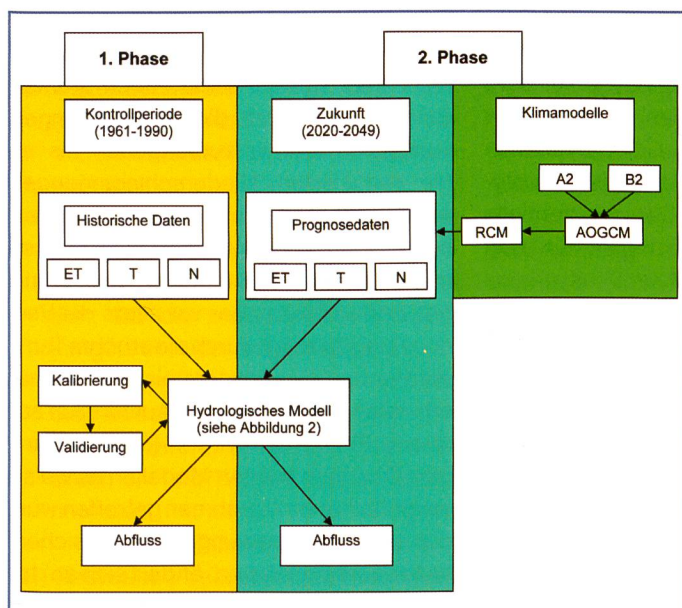 1. Phase
2. Phase
Kontrollperiode
(1961-1990)
Zukunft
(2020-2049)
Klimamodelle
A2
B2
Historische Daten
Prognosedaten
RCM
AOGCM
ET
T
N
ET
T
N
Kalibrierung
Hydrologisches Modell
(siehe Abbildung 2)
Validierung
Abfluss
Abfluss